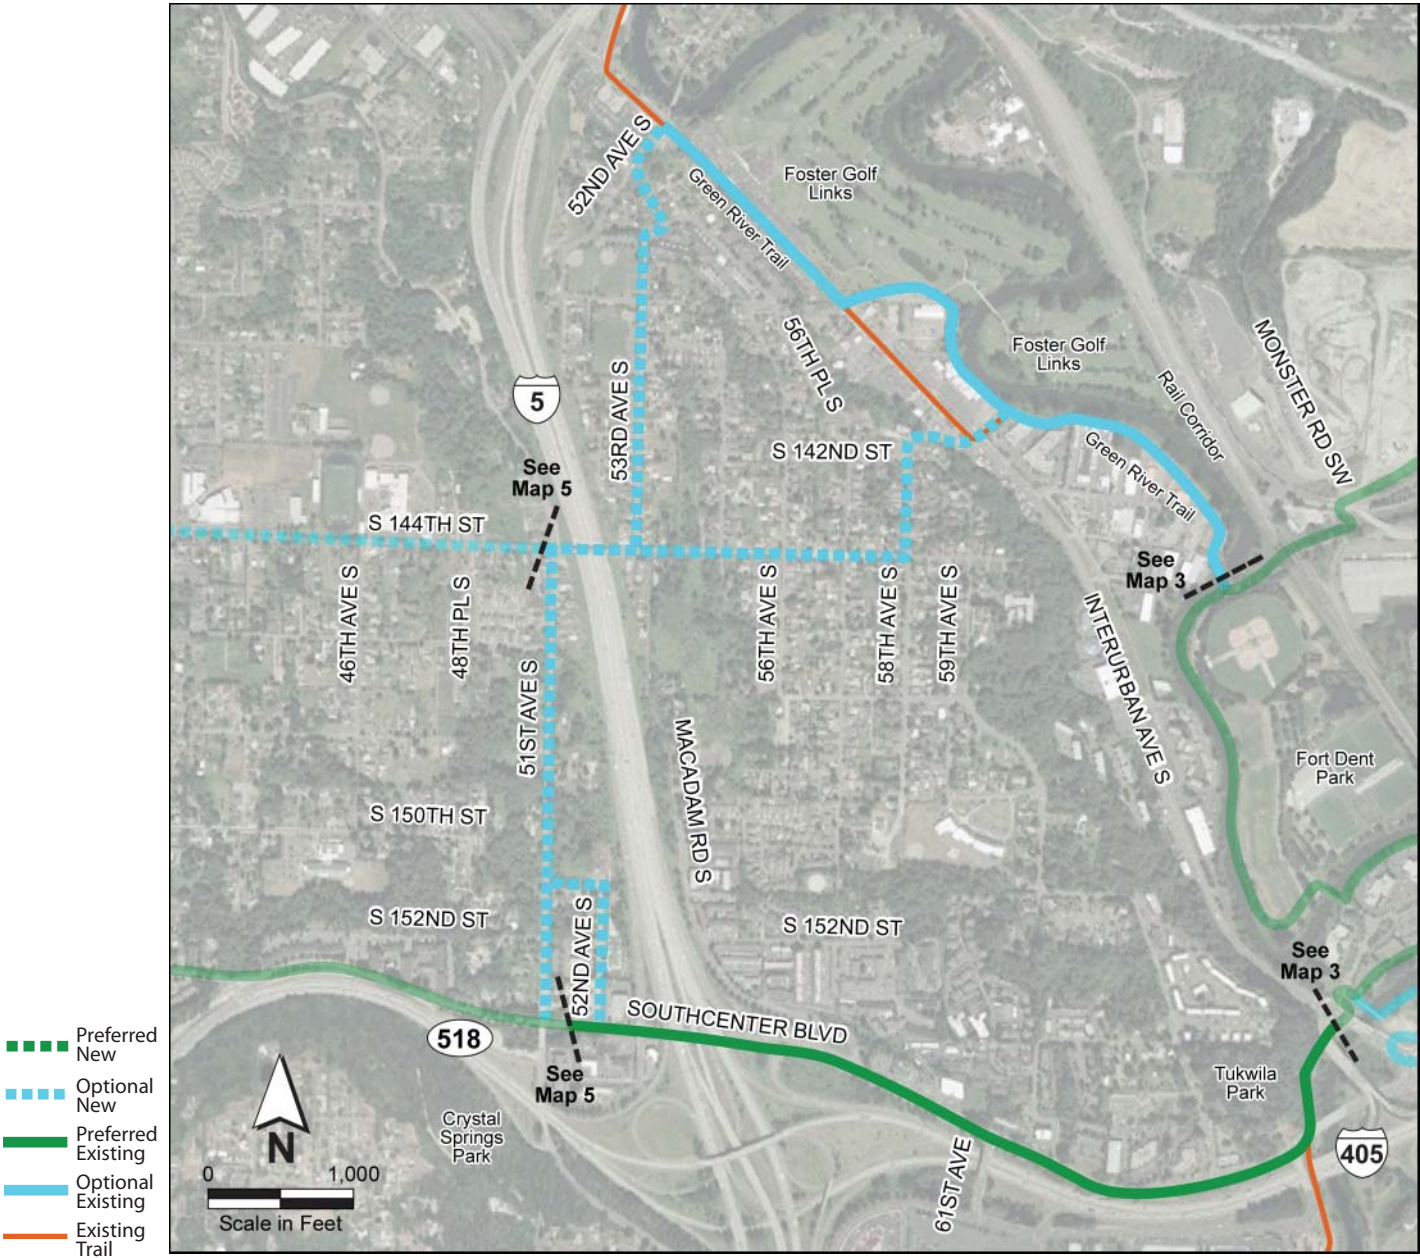 52ND AVE S
Green River Trail
Foster Golf
Links
56TH PL S
Foster Golf
Links
MONSTER RD SW
Rail Corridor
5
53RD AVE S
S 142ND ST
Green River Trail
See
Map 5
S 144TH ST
See
Map 3
46TH AVE S
48TH PL S
56TH AVE S
58TH AVE S
59TH AVE S
INTERURBAN AVE S
51ST AVE S
MACADAM RD S
Fort Dent
Park
S 150TH ST
S 152ND ST
52ND AVE S
S 152ND ST
See
Map 3
SOUTHCENTER BLVD
518
See
Map 5
Tukwila
Park
Crystal
Springs
Park
61ST AVE
405
N
0 1,000
Scale in Feet
Preferred
New
Optional
New
Preferred
Existing
Optional
Existing
Existing
Trail